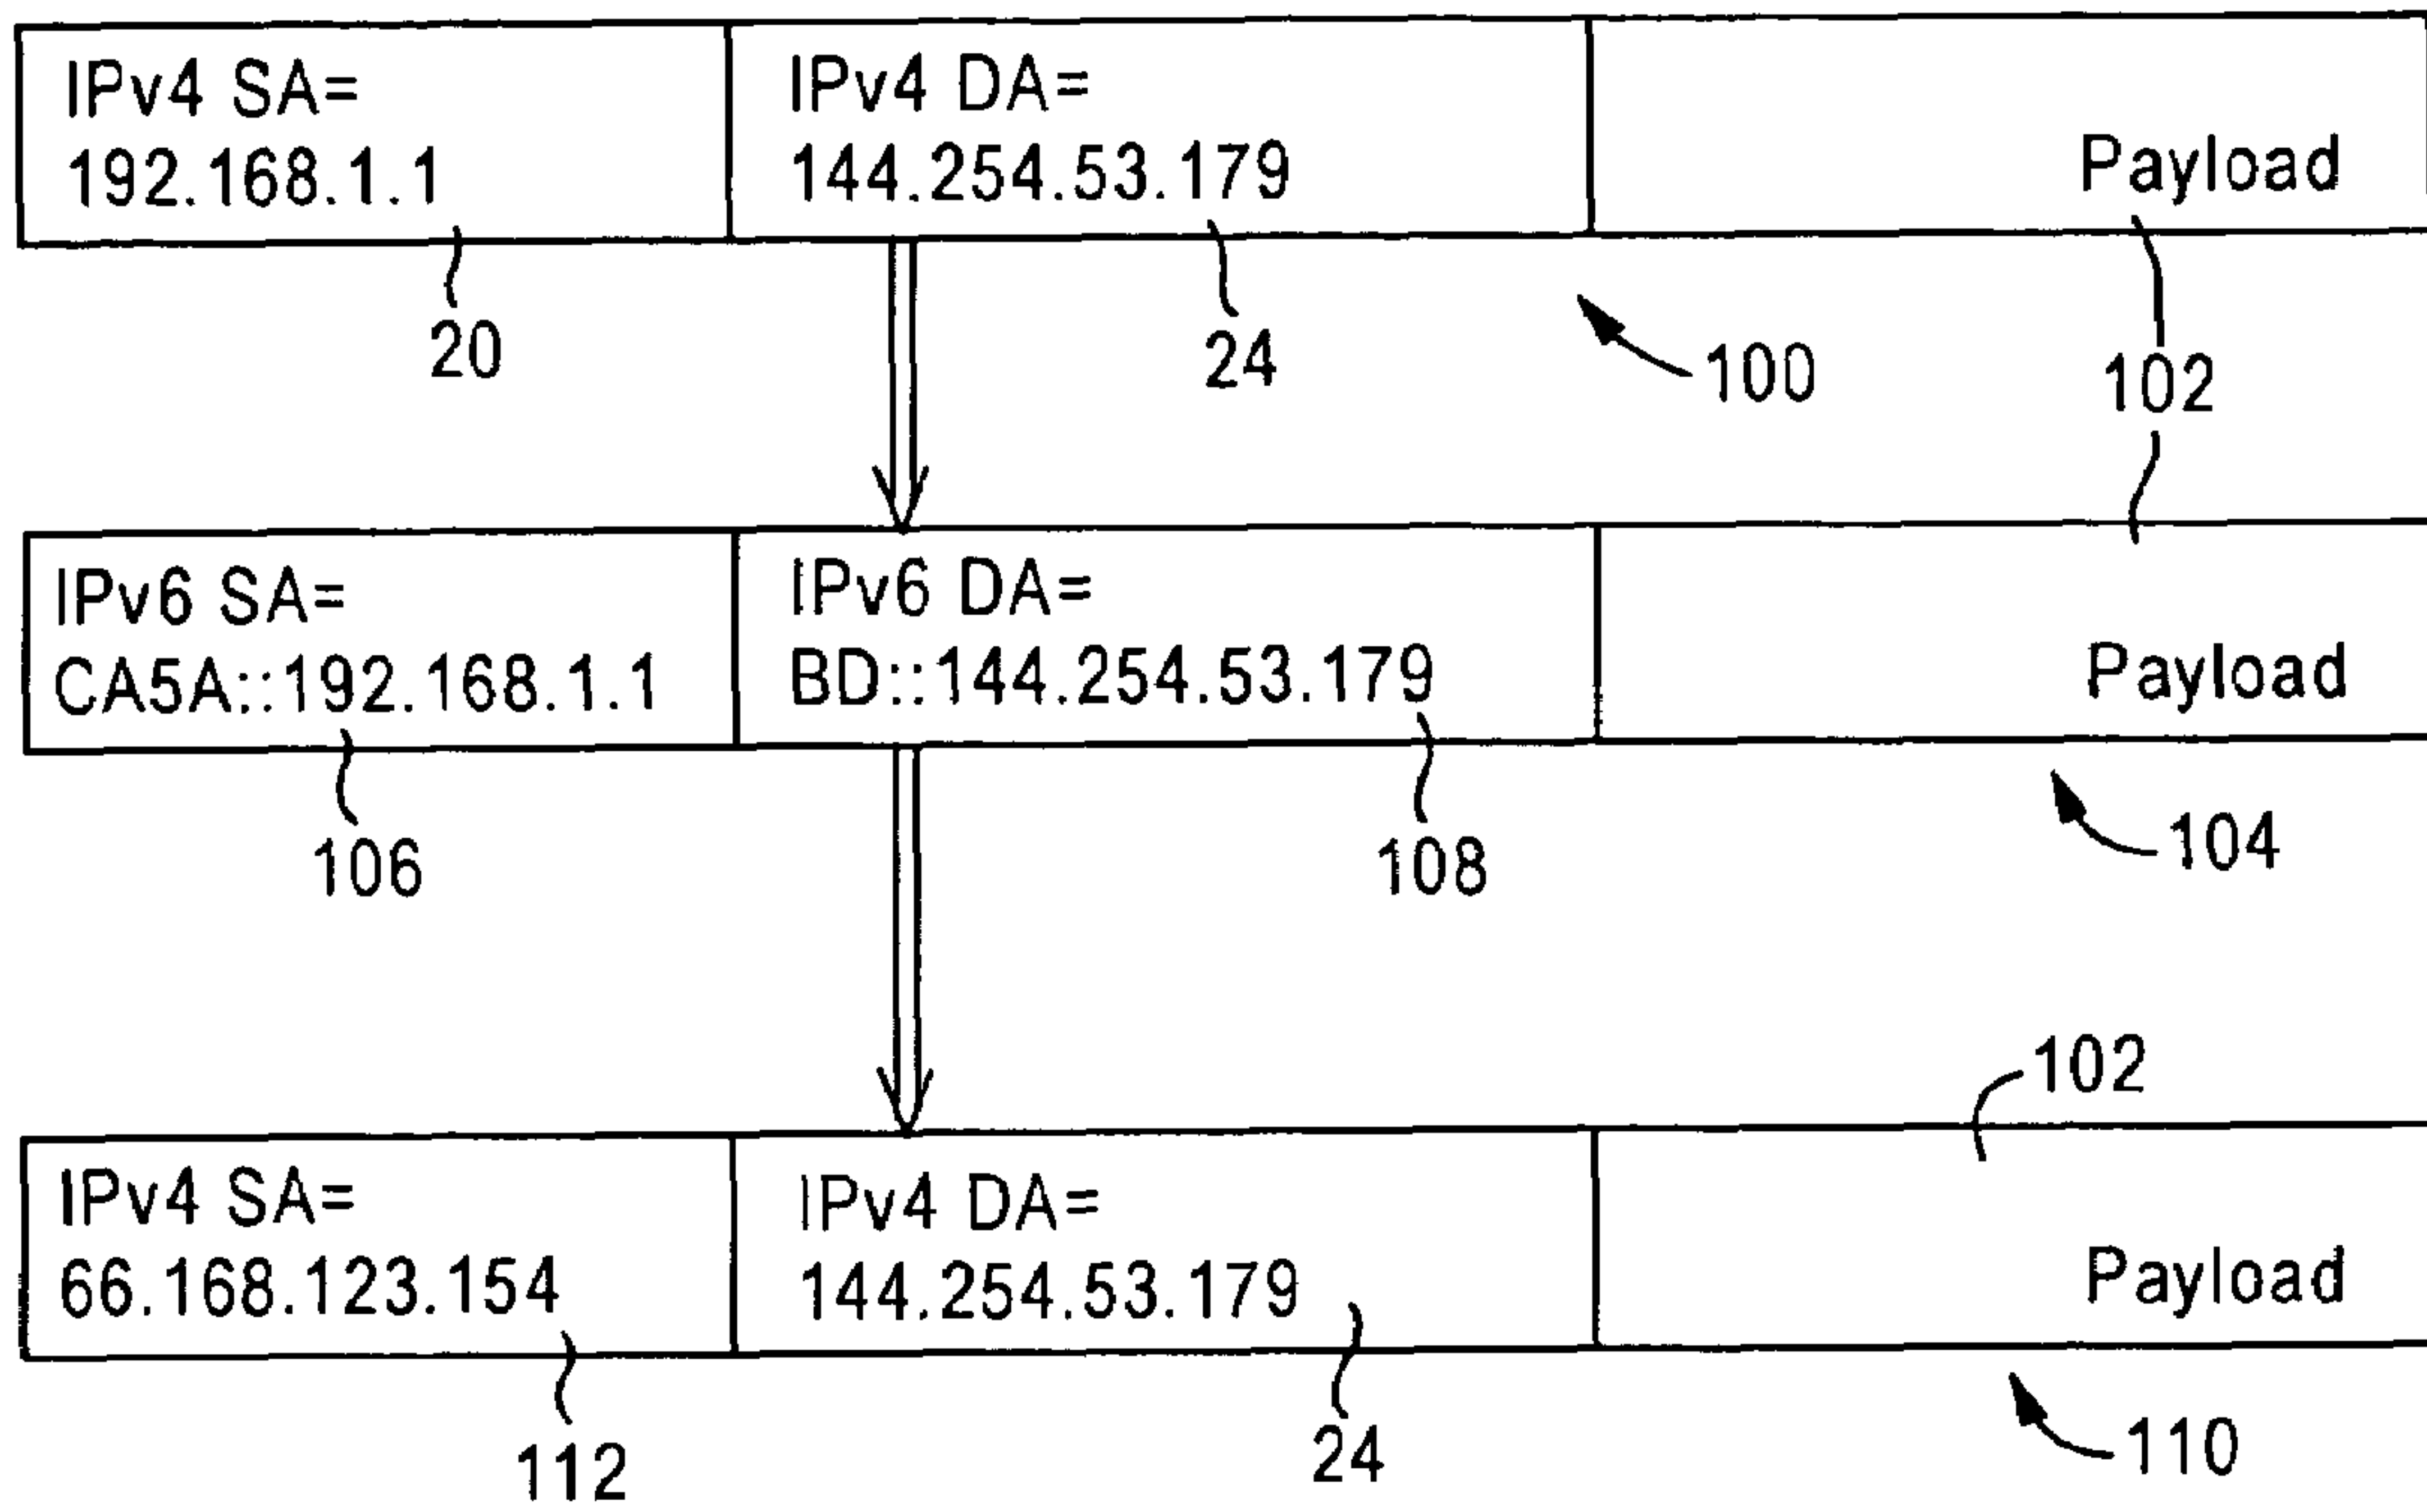 IPv4 SA=
192.168.1.1
IPv4 DA=
144.254.53.179
Payload
20
24
100
102
IPv6 SA=
CA5A::192.168.1.1
IPv6 DA=
BD::144.254.53.179
Payload
106
108
104
102
IPv4 SA=
66.168.123.154
IPv4 DA=
144.254.53.179
Payload
112
24
110